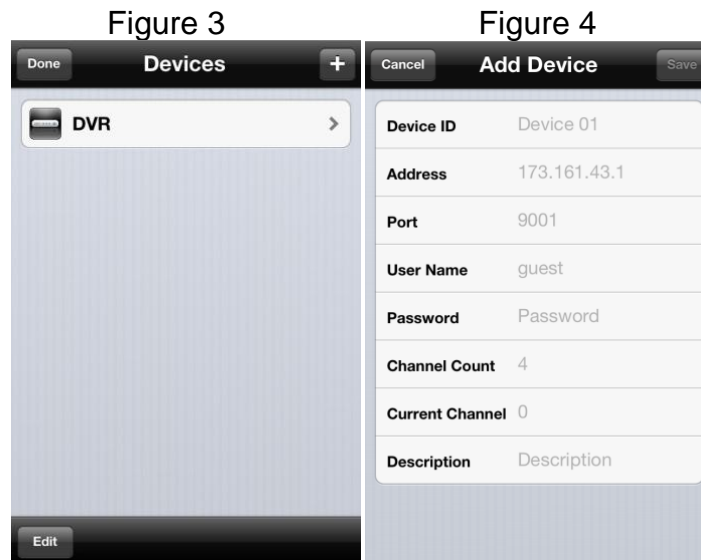 Figure 3
Done Devices +
DVR
Edit
Figure 4
Cancel Add Device Save
Device ID Device 01
Address 173.161.43.1
Port 9001
User Name guest
Password Password
Channel Count 4
Current Channel 0
Description Description